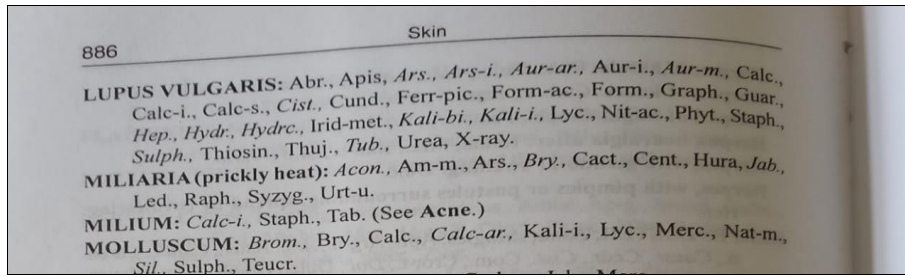 Skin
886
LUPUS VULGARIS: Abr., Apis, Ars., Ars-i., Aur-ar., Aur-i., Aur-m., Calc.,
Calc-i., Calc-s., Cist., Cund., Ferr-pic., Form-ac., Form., Graph., Guar.,
Hep., Hydr., Hydrc., Irid-met., Kali-bi., Kali-i., Lyc., Nit-ac., Phyt., Staph.,
Sulph., Thiosin., Thuj., Tub., Urea, X-ray.
MILIARIA (prickly heat): Acon., Am-m., Ars., Bry., Cact., Cent., Hura, Jab.,
Led., Raph., Syzyg., Urt-u.
MILIUM: Calc-i., Staph., Tab. (See Acne.)
MOLLUSCUM: Brom., Bry., Calc., Calc-ar., Kali-i., Lyc., Merc., Nat-m.,
Sil., Sulph., Teucr.